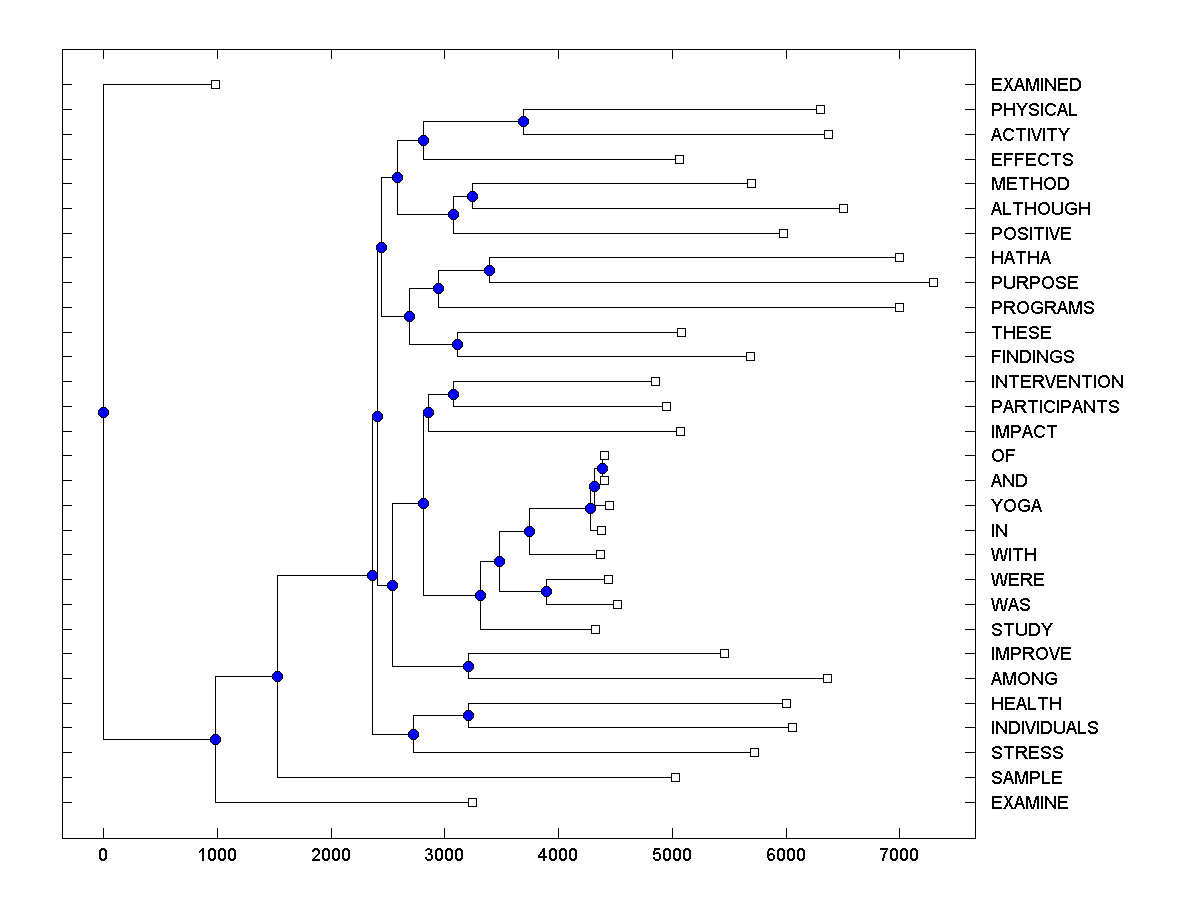 EXAMINED
PHYSICAL
ACTIVITY
EFFECTS
METHOD
ALTHOUGH
POSITIVE
HATHA
PURPOSE
PROGRAMS
THESE
FINDINGS
INTERVENTION
PARTICIPANTS
IMPACT
OF
AND
YOGA
IN
WITH
WERE
WAS
STUDY
IMPROVE
AMONG
HEALTH
INDIVIDUALS
STRESS
SAMPLE
EXAMINE
0 1000 2000 3000 4000 5000 6000 7000